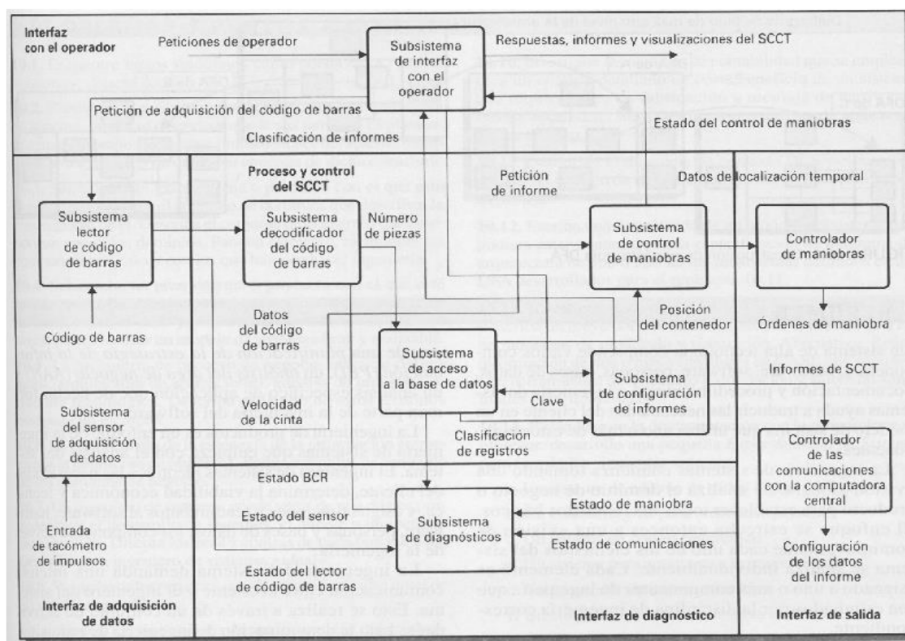 Interfaz
con el operador
Peticiones de operador
Subsistema
de interfaz
con el
operador
Respuestas, informes y visualizaciones del SCCT
Petición de adquisición del código de barras
Clasificación de informes
Estado del control de maniobras
Proceso y control
del SCCT
Petición
de informe
Datos de localización temporal
Subsistema
lector
de código
de barras
Subsistema
decodificador
del código
de barras
Número
de piezas
Subsistema
de control
de maniobras
Controlador
de maniobras
Código de barras
Datos
del código
de barras
Posición
del contenedor
Órdenes de maniobra
Subsistema
de acceso
a la base de datos
Clave
Subsistema
de configuración
de informes
Informes de SCCT
Subsistema
del sensor
de adquisición
de datos
Velocidad de
la cinta
Clasificación
de registros
Controlador
de las
comunicaciones
con la computadora
central
Estado BCR
Estado del sensor
Subsistema
de diagnósticos
Estado de maniobras
Estado de comunicaciones
Entrada
de tacómetro
de impulsos
Estado del lector
de código de barras
Configuración
de los datos
del informe
Interfaz de adquisición
de datos
Interfaz de diagnóstico
Interfaz de salida